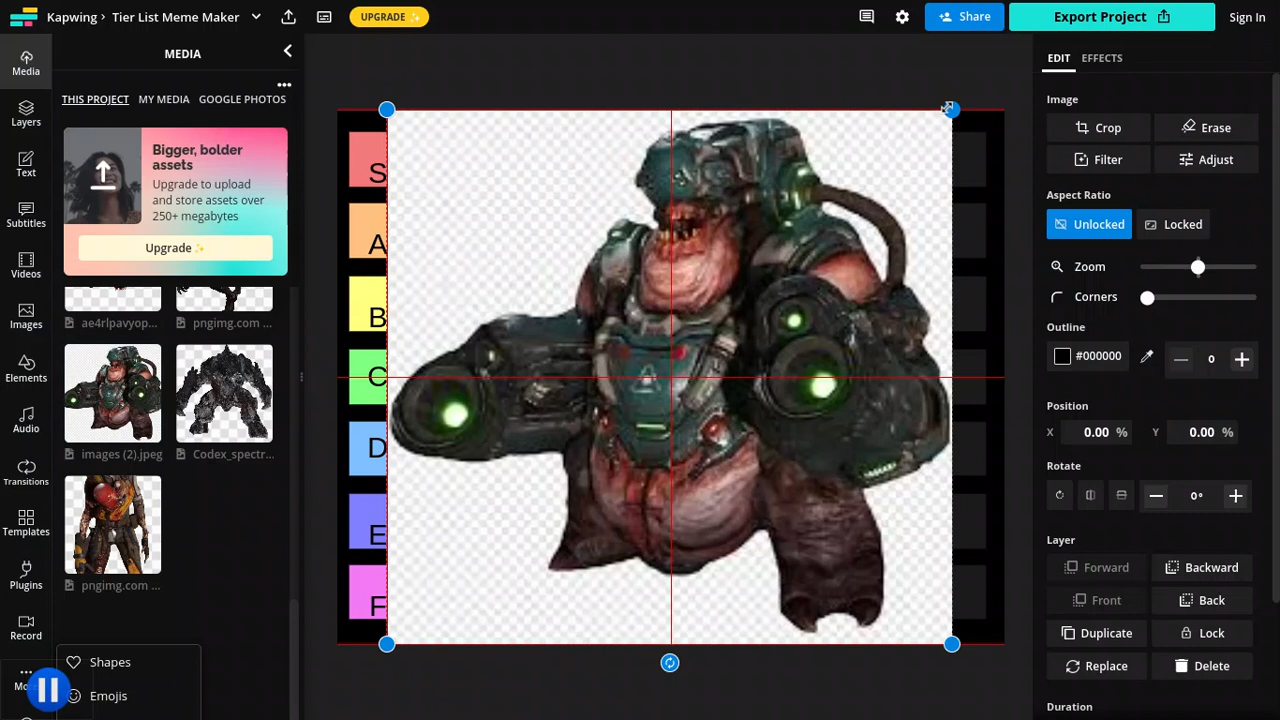 Kapwing › Tier List Meme Maker
UPGRADE ✨
Share
Export Project
Sign In
Media
Layers
Text
Subtitles
Videos
Images
Elements
Audio
Transitions
Templates
Plugins
Record
MEDIA
THIS PROJECT
MY MEDIA
GOOGLE PHOTOS
Bigger, bolder
assets
Upgrade to upload
and store assets over
250+ megabytes
Upgrade ✨
ae4rlpavyop...
pngimg.com ...
images (2).jpeg
Codex_spectr...
pngimg.com ...
Shapes
Emojis
S
A
B
C
D
E
F
EDIT
EFFECTS
Image
Crop
Erase
Filter
Adjust
Aspect Ratio
Unlocked
Locked
Zoom
Corners
Outline
#000000
0
Position
X 0.00 %
Y 0.00 %
Rotate
0°
Layer
Forward
Backward
Front
Back
Duplicate
Lock
Replace
Delete
Duration